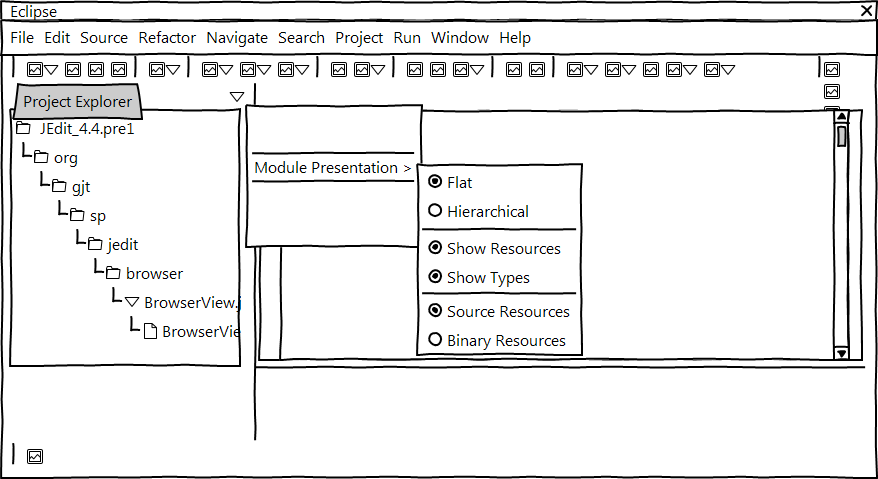 Eclipse
File Edit Source Refactor Navigate Search Project Run Window Help
Project Explorer
JEdit_4.4.pre1
org
gjt
sp
jedit
browser
BrowserView.j
BrowserVie
Module Presentation >
Flat
Hierarchical
Show Resources
Show Types
Source Resources
Binary Resources